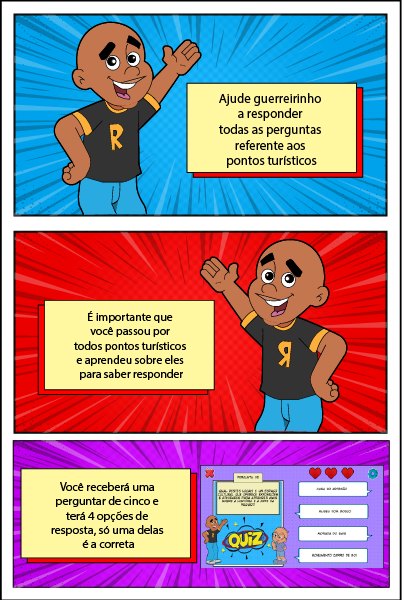 R
Ajude guerreirinho
a responder
todas as perguntas
referente aos
pontos turísticos
É importante que
você passou por
todos pontos turísticos
e aprendeu sobre eles
para saber responder
R
Você receberá uma
perguntar de cinco e
terá 4 opções de
resposta, só uma delas
é a correta
QUIZ